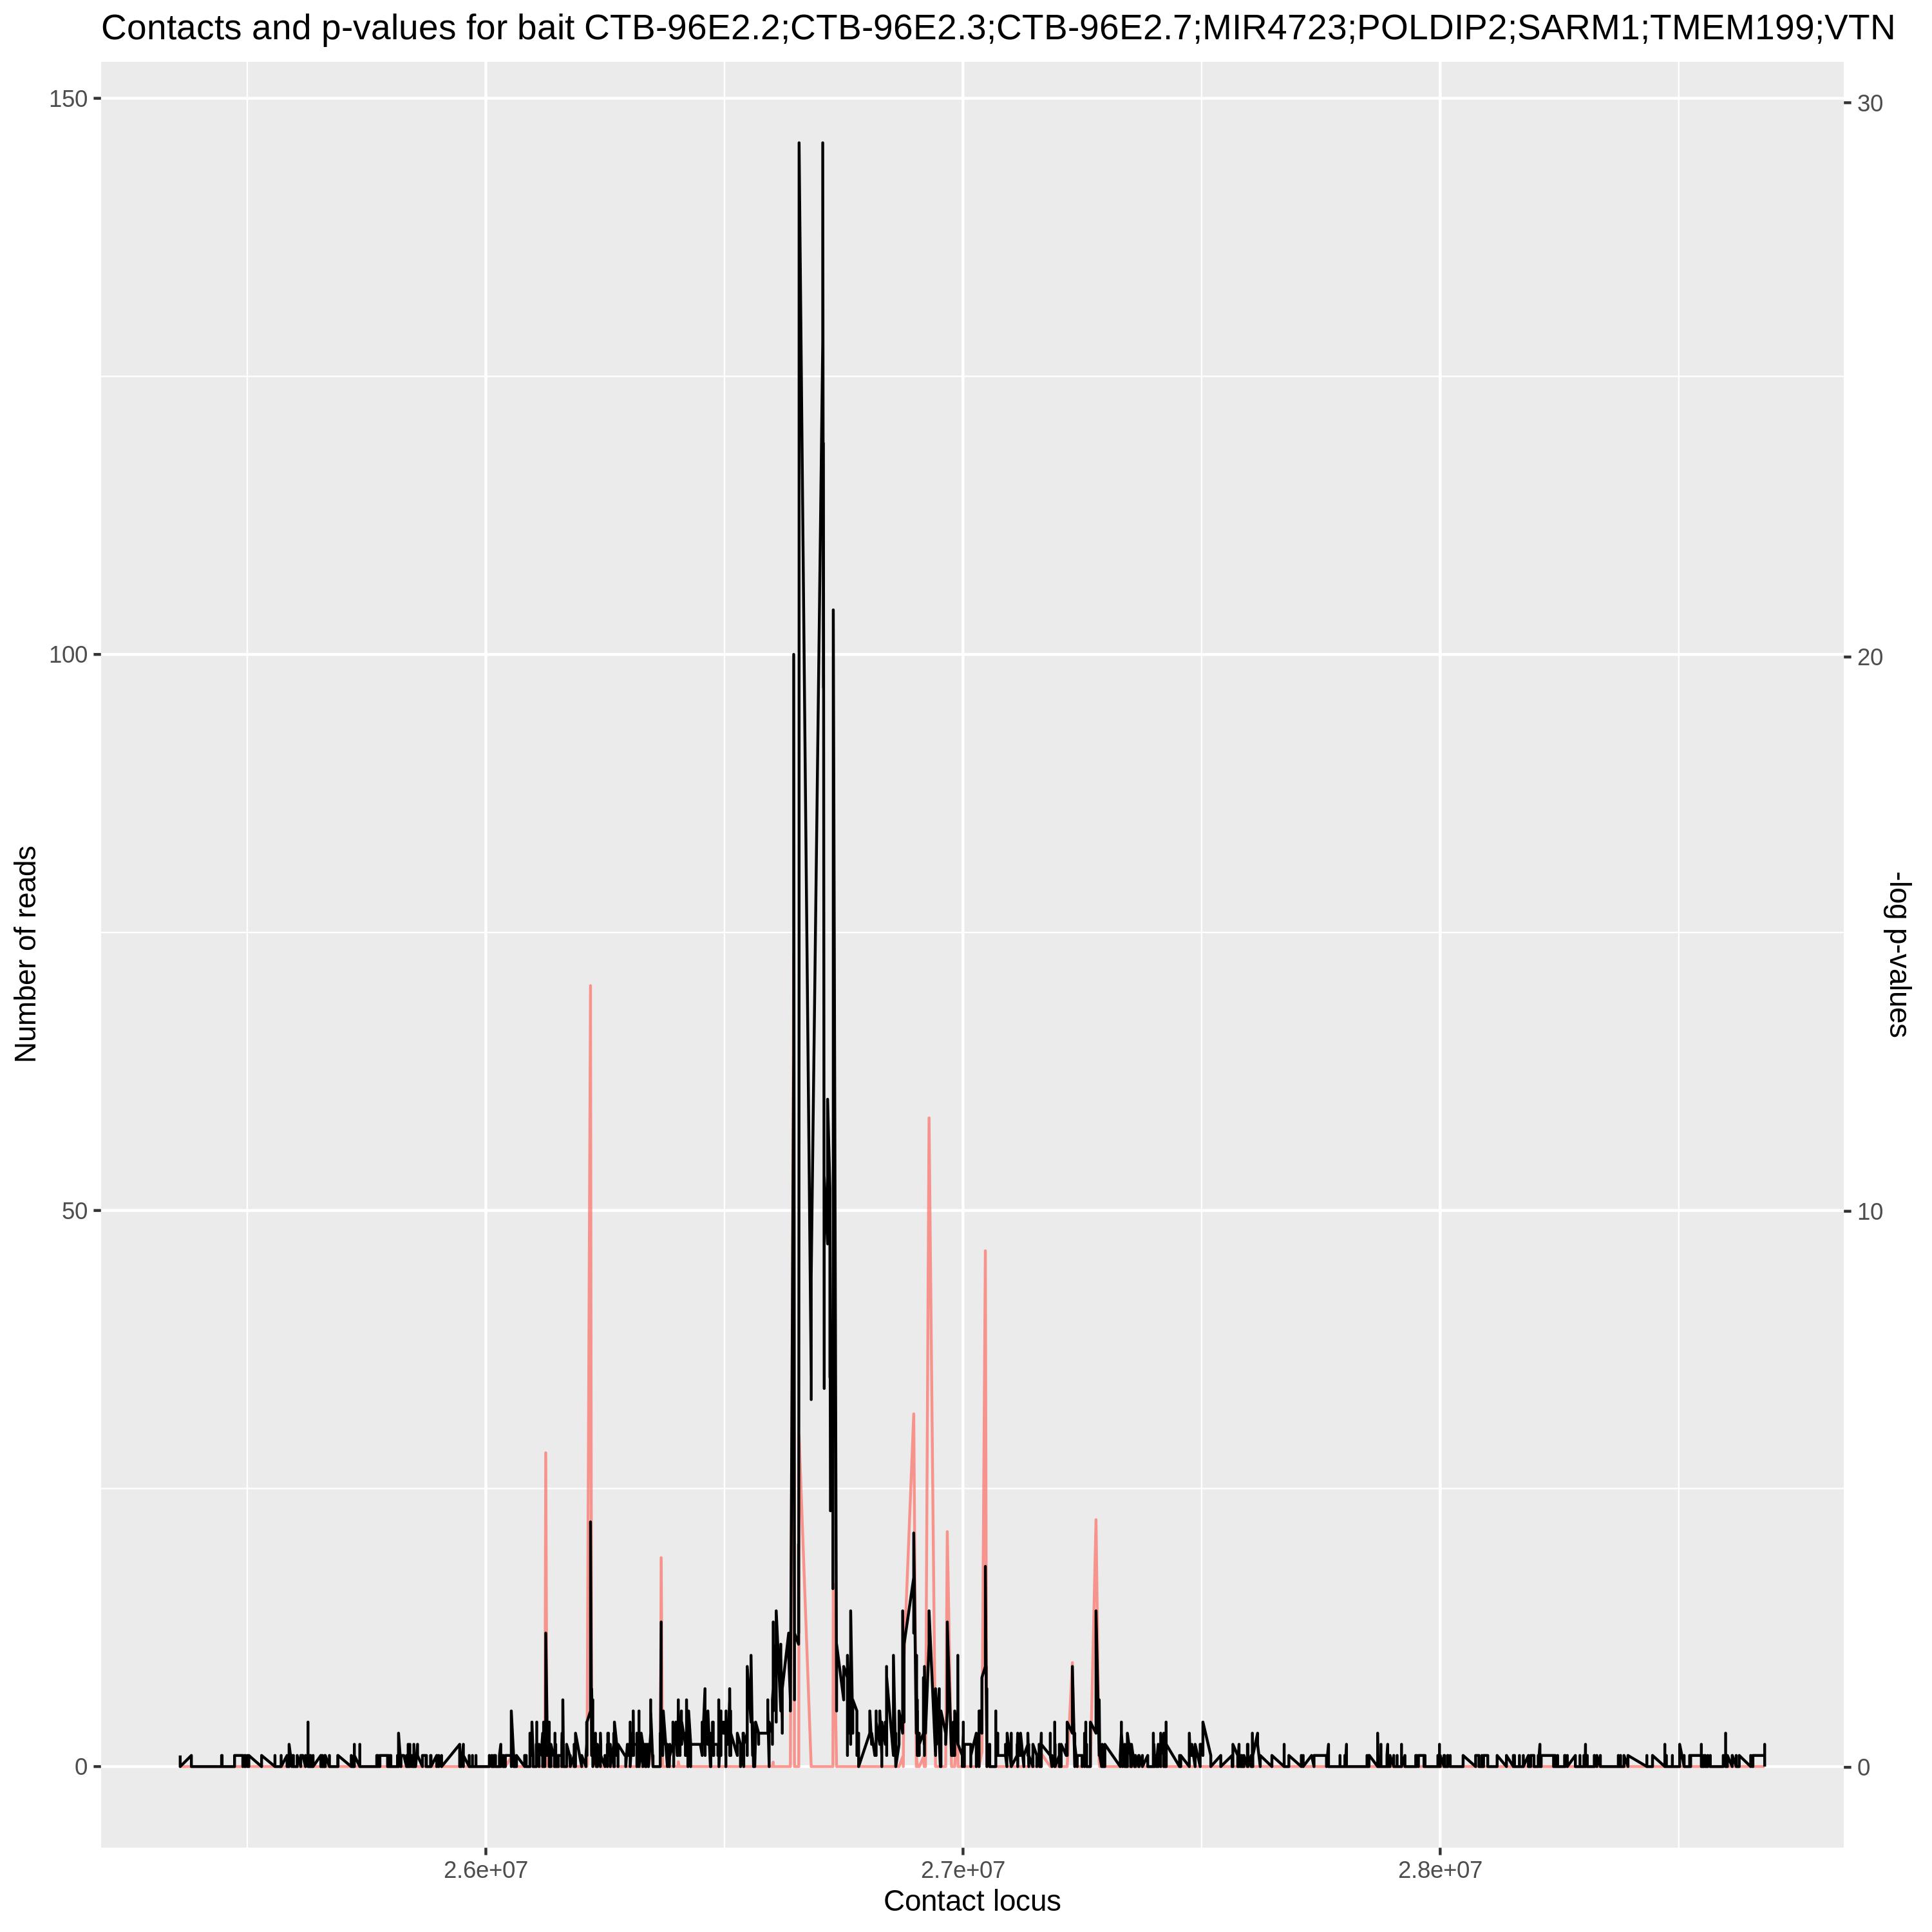 Contacts and p-values for bait CTB-96E2.2;CTB-96E2.3;CTB-96E2.7;MIR4723;POLDIP2;SARM1;TMEM199;VTN
150
100
50
0
Number of reads
30
20
10
0
-log p-values
2.6e+07
2.7e+07
2.8e+07
Contact locus